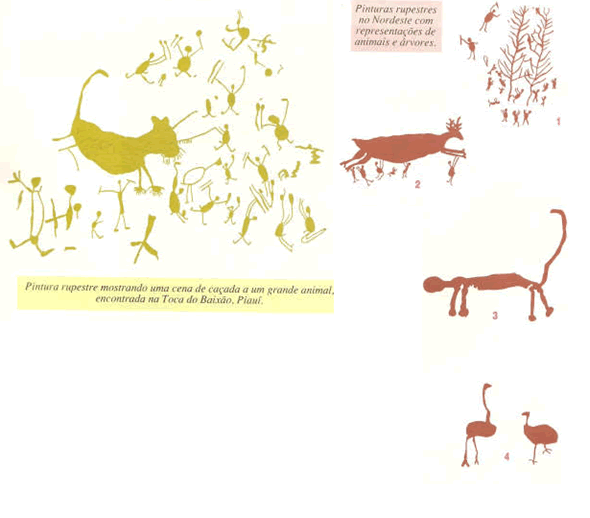 Pinturas rupestres
no Nordeste com
representações de
animais e árvores.
1
2
3
4
Pintura rupestre mostrando uma cena de caçada a um grande animal,
encontrada na Toca do Baixão, Piauí.